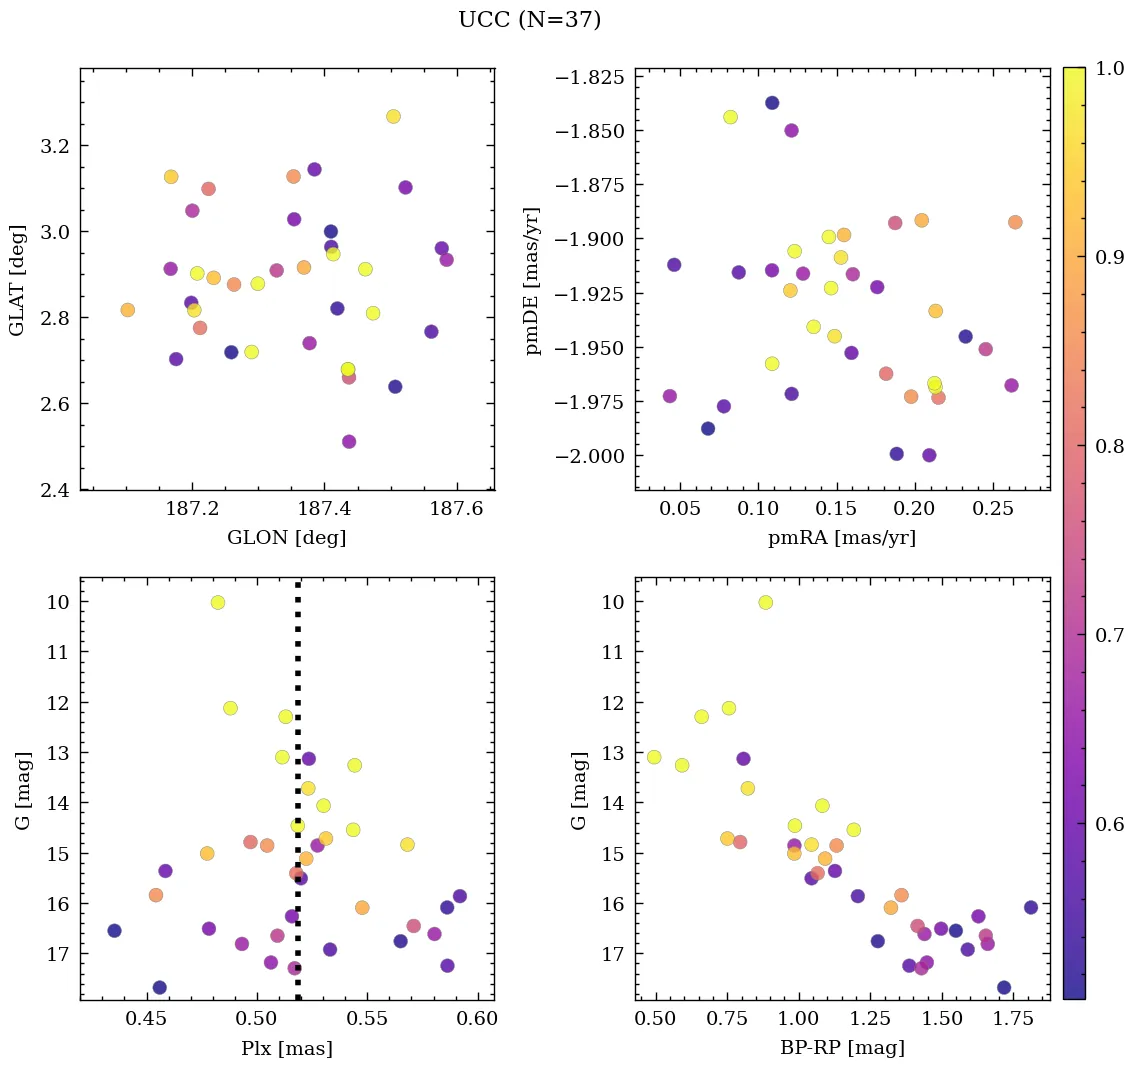 UCC (N=37)
3.2
3.0
2.8
2.6
2.4
GLAT [deg]
187.2 187.4 187.6
GLON [deg]
−1.825
−1.850
−1.875
−1.900
−1.925
−1.950
−1.975
−2.000
pmDE [mas/yr]
0.05 0.10 0.15 0.20 0.25
pmRA [mas/yr]
10
11
12
13
14
15
16
17
G [mag]
0.45 0.50 0.55 0.60
Plx [mas]
10
11
12
13
14
15
16
17
G [mag]
0.50 0.75 1.00 1.25 1.50 1.75
BP-RP [mag]
1.0
0.9
0.8
0.7
0.6